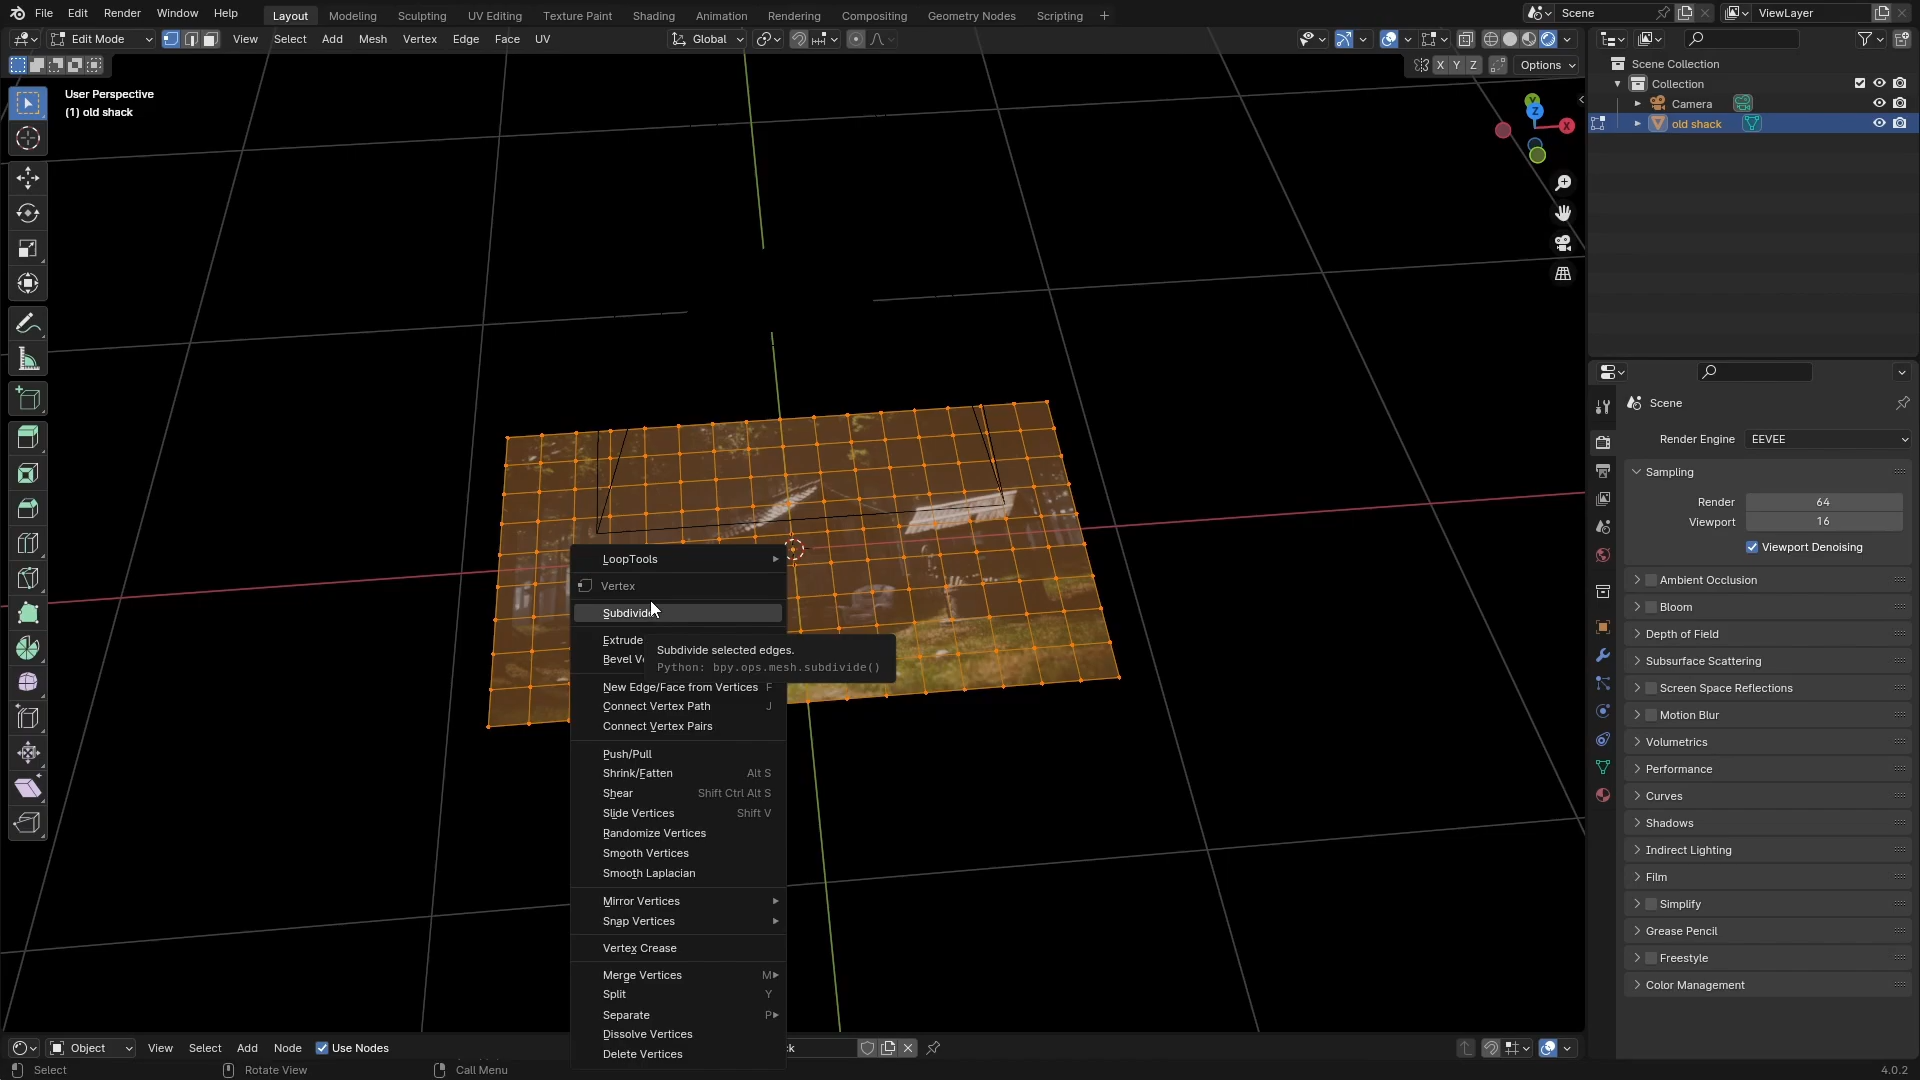 File Edit Render Window Help Layout Modeling Sculpting UV Editing Texture Paint Shading Animation Rendering Compositing Geometry Nodes Scripting + Scene ViewLayer
Edit Mode View Select Add Mesh Vertex Edge Face UV Global
X Y Z Options
User Perspective
(1) old shack
Z
X
Y
Scene Collection
Collection
Camera
old shack
Scene
Render Engine EEVEE
Sampling
Render 64
Viewport 16
Viewport Denoising
Ambient Occlusion
Bloom
Depth of Field
Subsurface Scattering
Screen Space Reflections
Motion Blur
Volumetrics
Performance
Curves
Shadows
Indirect Lighting
Film
Simplify
Grease Pencil
Freestyle
Color Management
LoopTools
Vertex
Subdivide
Extrude
Subdivide selected edges.
Python: bpy.ops.mesh.subdivide()
New Edge/Face from Vertices F
Connect Vertex Path J
Connect Vertex Pairs
Push/Pull
Shrink/Fatten Alt S
Shear Shift Ctrl Alt S
Slide Vertices Shift V
Randomize Vertices
Smooth Vertices
Smooth Laplacian
Mirror Vertices
Snap Vertices
Vertex Crease
Merge Vertices M
Split Y
Separate P
Dissolve Vertices
Delete Vertices
Object View Select Add Node Use Nodes
Select Rotate View Call Menu 4.0.2